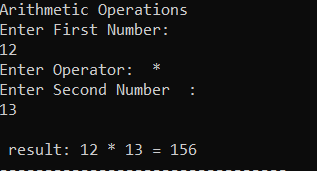 Arithmetic Operations
Enter First Number:
12
Enter Operator:  *
Enter Second Number  :
13
result: 12 * 13 = 156
--------------------------------